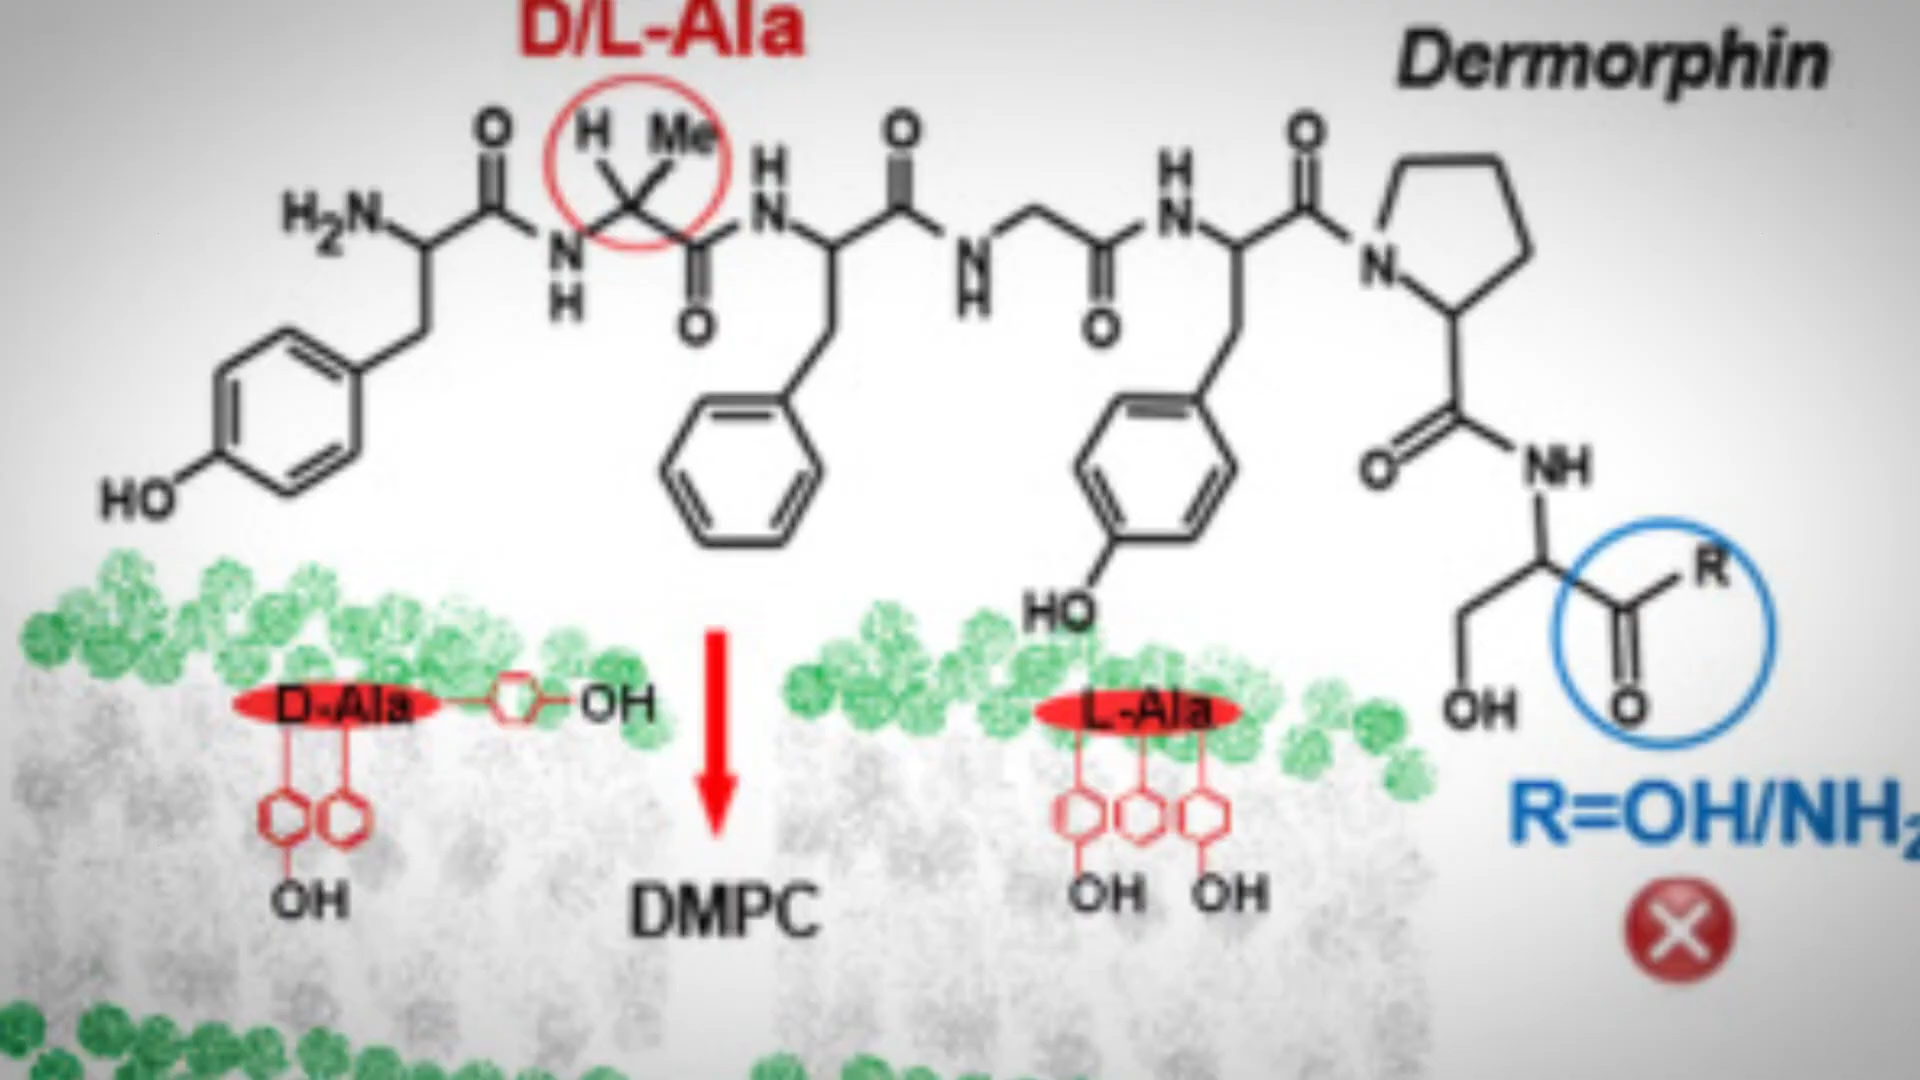 D/L-Ala
Dermorphin
O
H Me
H
O
H
O
H2N
N
H
O
N
N
H
O
N
N
H
O
HO
O
NH
R
HO
OH
O
D-Ala
OH
L-Ala
R=OH/NH2
OH
DMPC
OH
OH